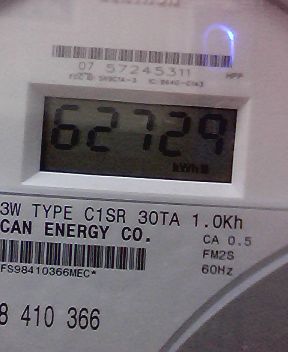 07 57245311
HPP
62729
kWh
3W TYPE C1SR 30TA 1.0Kh
CAN ENERGY CO.
CA 0.5
FM2S
60Hz
FS98410366MEC*
8 410 366